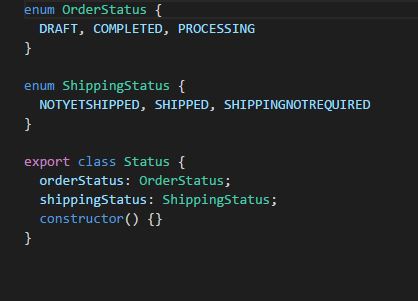 enum OrderStatus {
DRAFT, COMPLETED, PROCESSING
}
enum ShippingStatus {
NOTYETSHIPPED, SHIPPED, SHIPPINGNOTREQUIRED
}
export class Status {
orderStatus: OrderStatus;
shippingStatus: ShippingStatus;
constructor() {}
}